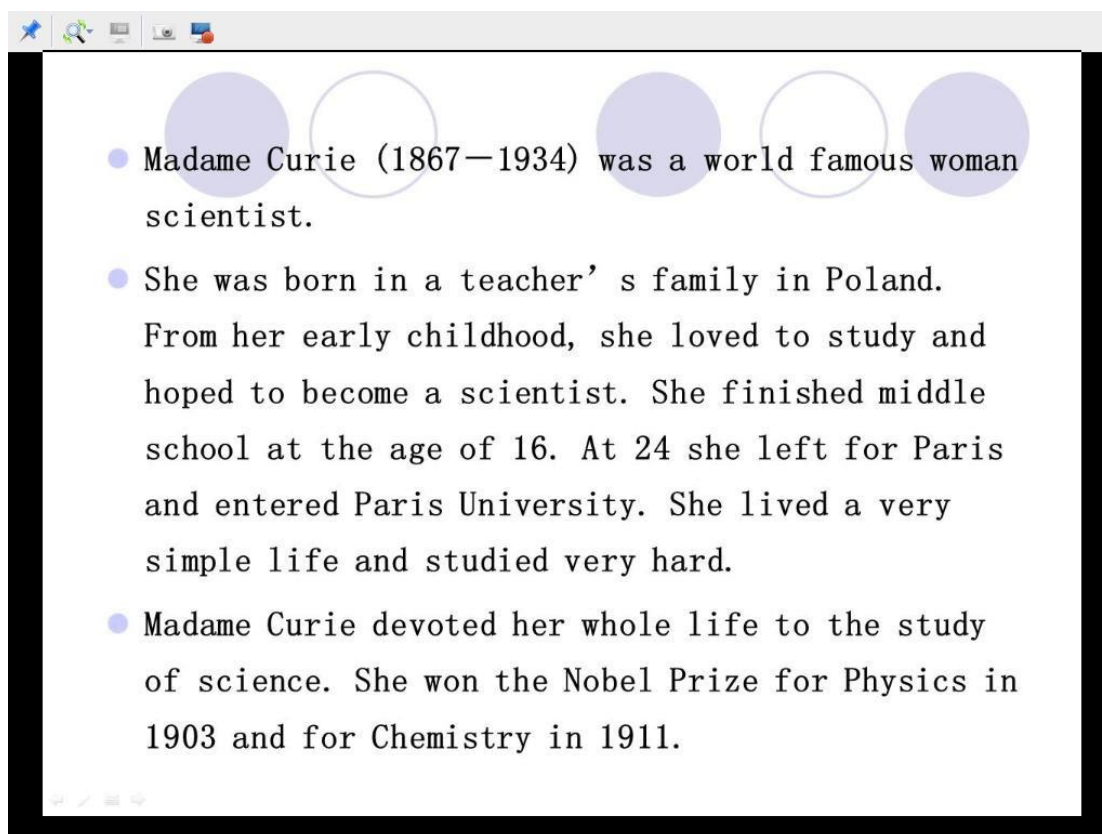 Madame Curie (1867－1934) was a world famous woman
scientist.
She was born in a teacher’s family in Poland.
From her early childhood, she loved to study and
hoped to become a scientist. She finished middle
school at the age of 16. At 24 she left for Paris
and entered Paris University. She lived a very
simple life and studied very hard.
Madame Curie devoted her whole life to the study
of science. She won the Nobel Prize for Physics in
1903 and for Chemistry in 1911.